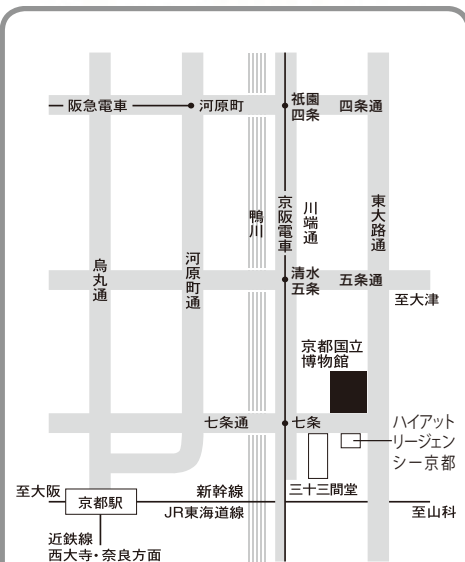 阪急電車
河原町
祇園
四条
四条通
鴨川
京阪電車
川端通
東大路通
烏丸通
河原町通
清水
五条
五条通
至大津
京都国立
博物館
七条通
七条
ハイアット
リージェン
シー京都
三十三間堂
至大阪
京都駅
新幹線
JR東海道線
至山科
近鉄線
西大寺・奈良方面